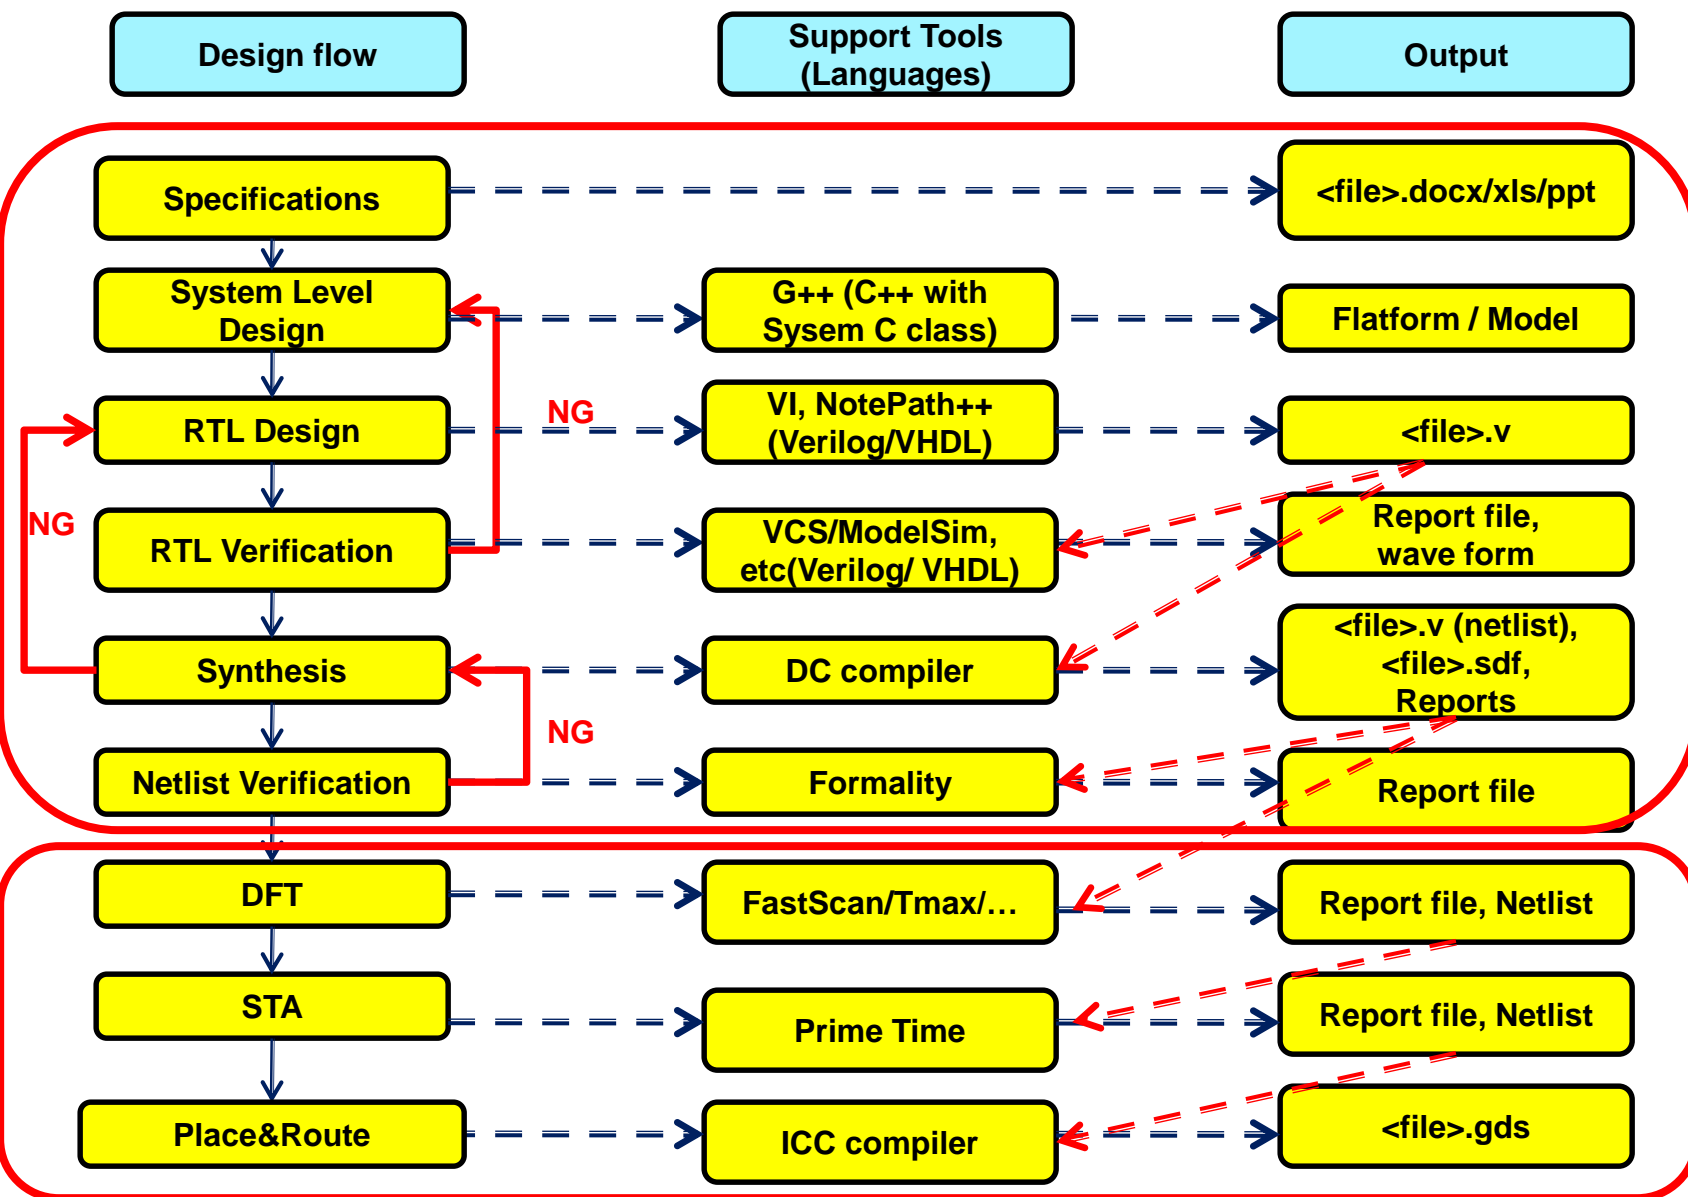 Design flow
Support Tools
(Languages)
Output
Specifications
<file>.docx/xls/ppt
System Level
Design
G++ (C++ with
Sysem C class)
Flatform / Model
NG
RTL Design
VI, NotePath++
(Verilog/VHDL)
<file>.v
NG
RTL Verification
VCS/ModelSim,
etc(Verilog/ VHDL)
Report file,
wave form
Synthesis
DC compiler
<file>.v (netlist),
<file>.sdf,
Reports
NG
Netlist Verification
Formality
Report file
DFT
FastScan/Tmax/…
Report file, Netlist
STA
Prime Time
Report file, Netlist
Place&Route
ICC compiler
<file>.gds